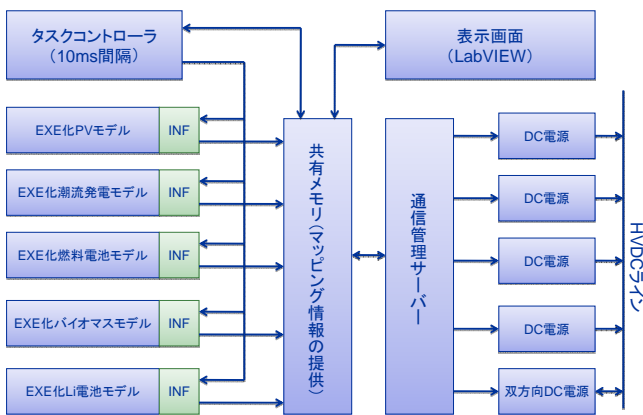 タスクコントローラ
（10ms間隔）
表示画面
（LabVIEW）
EXE化PVモデル
INF
EXE化潮流発電モデル
INF
EXE化燃料電池モデル
INF
EXE化バイオマスモデル
INF
EXE化Li電池モデル
INF
共有メモリ（マッピング情報の提供）
通信管理サーバー
DC電源
DC電源
DC電源
DC電源
双方向DC電源
HVDCライン